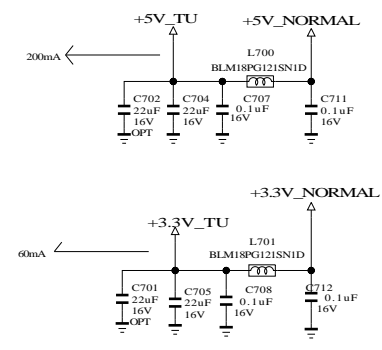 +5V_TU
+5V_NORMAL
200mA
L700
BLM18PG121SN1D
C702
22uF
16V
OPT
C704
22uF
16V
C707
0.1uF
16V
C711
0.1uF
16V
+3.3V_NORMAL
+3.3V_TU
60mA
L701
BLM18PG121SN1D
C701
22uF
16V
OPT
C705
22uF
16V
C708
0.1uF
16V
C712
0.1uF
16V